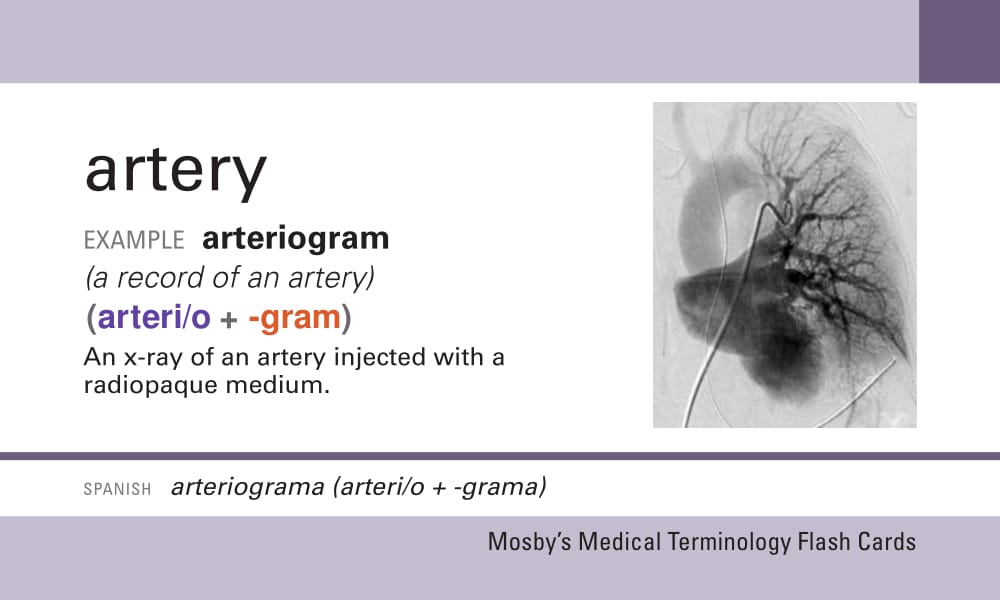 artery
EXAMPLE arteriogram
(a record of an artery)
(arteri/o + -gram)
An x-ray of an artery injected with a
radiopaque medium.
SPANISH arteriograma (arteri/o + -grama)
Mosby's Medical Terminology Flash Cards